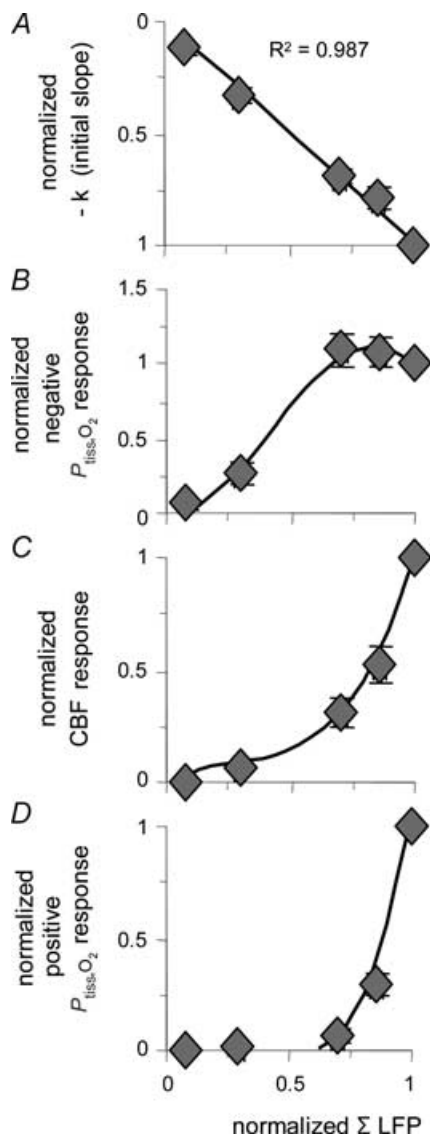 A
0
R² = 0.987
normalized
- k (initial slope)
0.5
1
B
1.5
normalized
negative
Ptiss,O₂ response
1
0.5
0
C
1
normalized
CBF response
0.5
0
D
1
normalized
positive
Ptiss,O₂ response
0.5
0
0 0.5 1
normalized Σ LFP